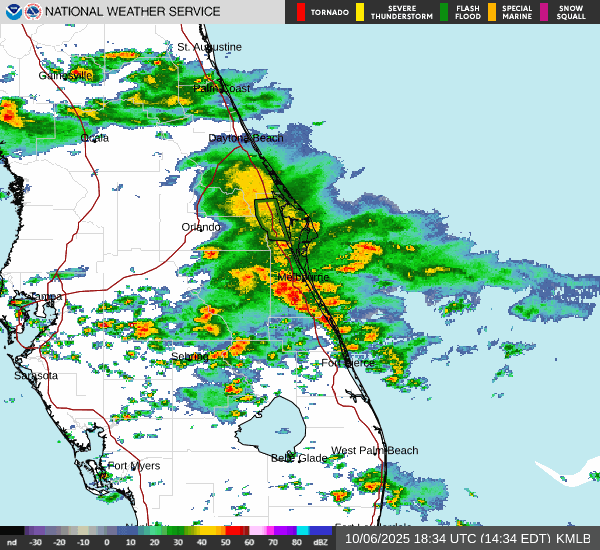 NATIONAL WEATHER SERVICE
TORNADO
SEVERE THUNDERSTORM
FLASH FLOOD
SPECIAL MARINE
SNOW SQUALL
St. Augustine
Gainesville
Palm Coast
Ocala
Daytona Beach
Orlando
Melbourne
Tampa
Sebring
Fort Pierce
Sarasota
West Palm Beach
Belle Glade
Fort Myers
nd -30 -20 -10 0 10 20 30 40 50 60 70 80 dBZ
10/06/2025 18:34 UTC (14:34 EDT) KMLB